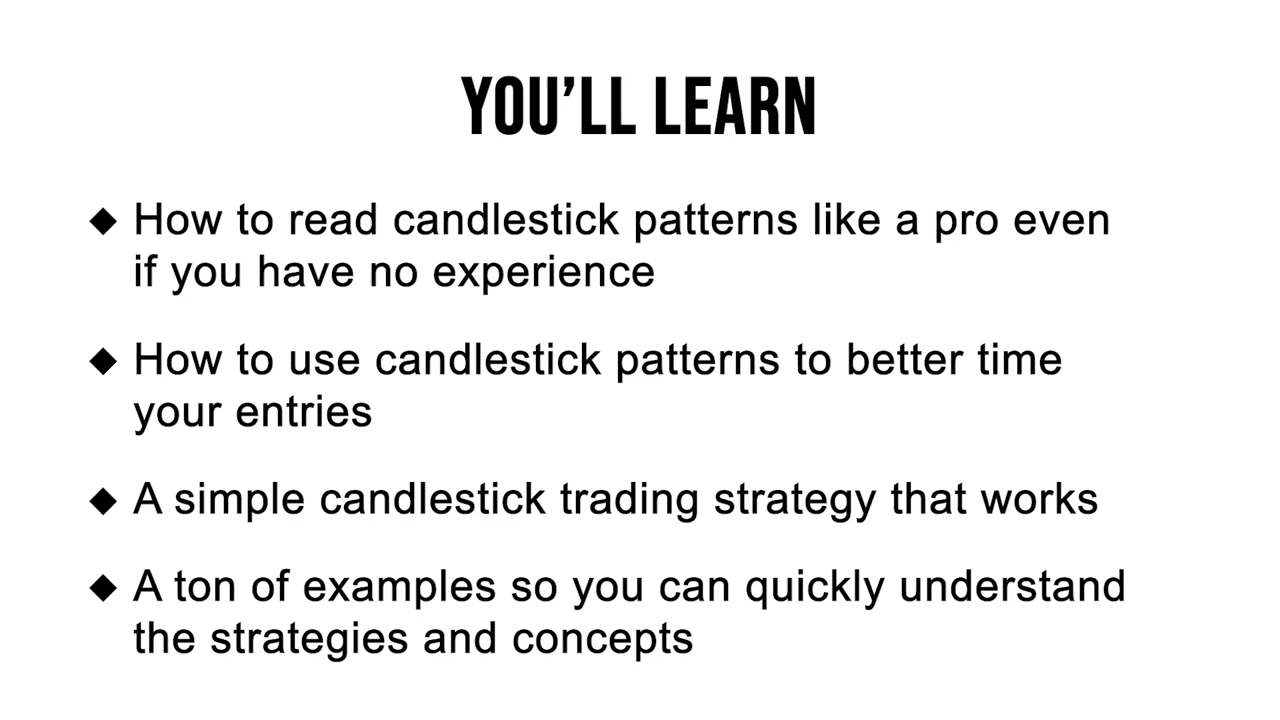 YOU'LL LEARN
◆ How to read candlestick patterns like a pro even
if you have no experience
◆ How to use candlestick patterns to better time
your entries
◆ A simple candlestick trading strategy that works
◆ A ton of examples so you can quickly understand
the strategies and concepts